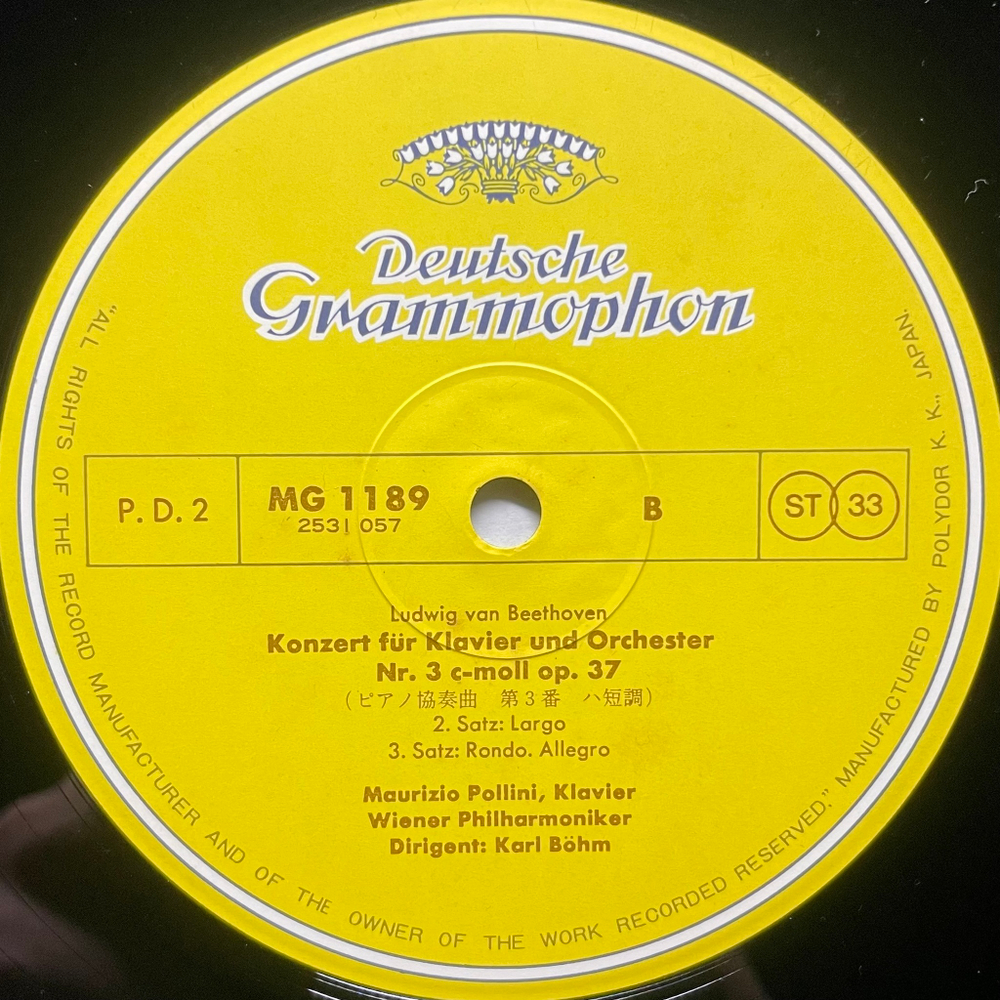 Deutsche
Grammophon
P. D. 2
MG 1189
2531 057
B
ST 33
Ludwig van Beethoven
Konzert für Klavier und Orchester
Nr. 3 c-moll op. 37
(ピアノ協奏曲　第3番　ハ短調)
2. Satz: Largo
3. Satz: Rondo. Allegro
Maurizio Pollini, Klavier
Wiener Philharmoniker
Dirigent: Karl Böhm
"ALL RIGHTS OF THE RECORD MANUFACTURER AND OF THE OWNER OF THE WORK RECORDED RESERVED." MANUFACTURED BY POLYDOR K. K., JAPAN.